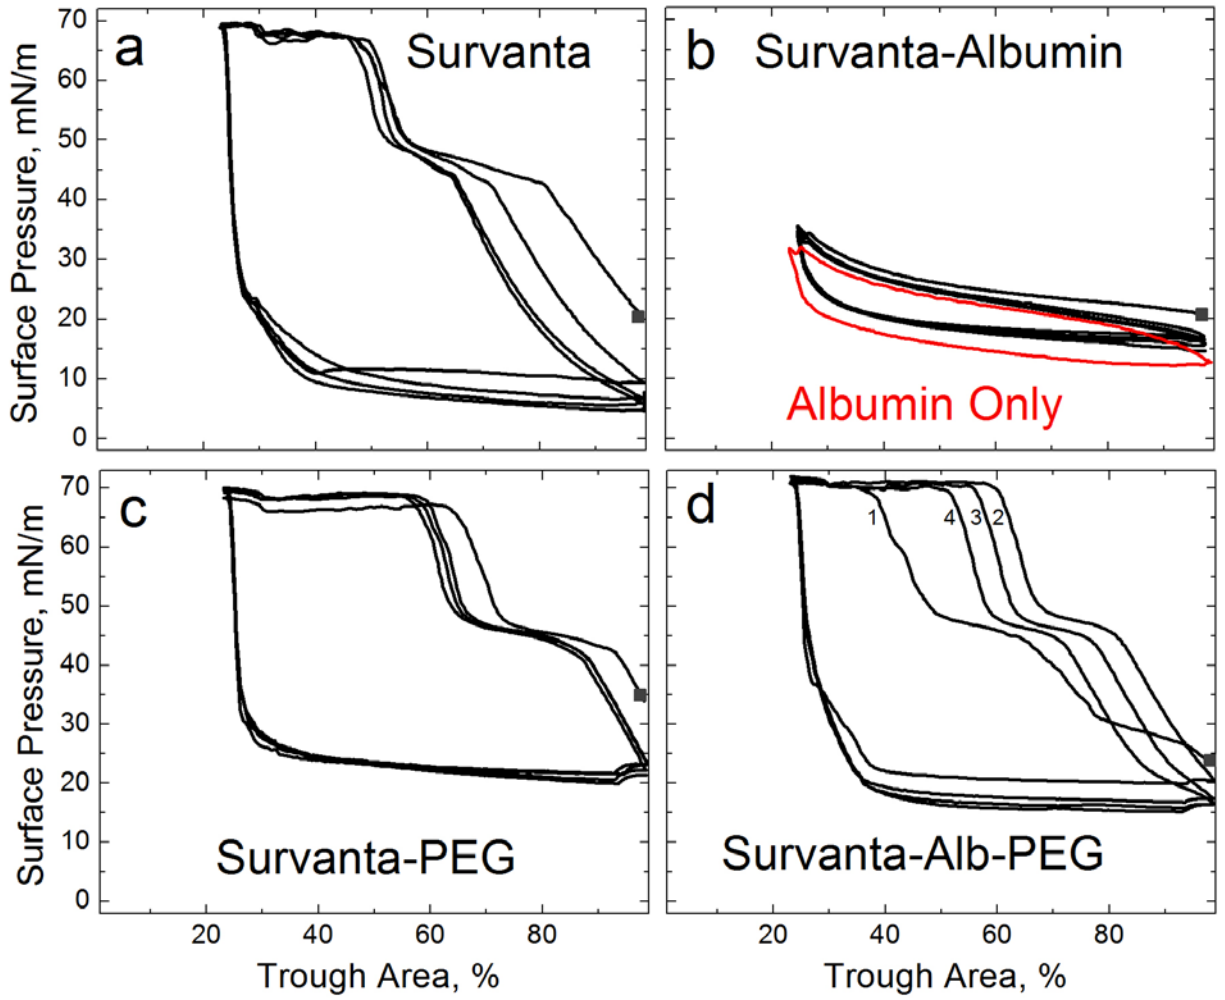 a
Survanta
b
Survanta-Albumin
Albumin Only
Surface Pressure, mN/m
70
60
50
40
30
20
10
0
c
Survanta-PEG
d
1
4
3
2
Survanta-Alb-PEG
Surface Pressure, mN/m
70
60
50
40
30
20
10
0
20
40
60
80
20
40
60
80
Trough Area, %
Trough Area, %